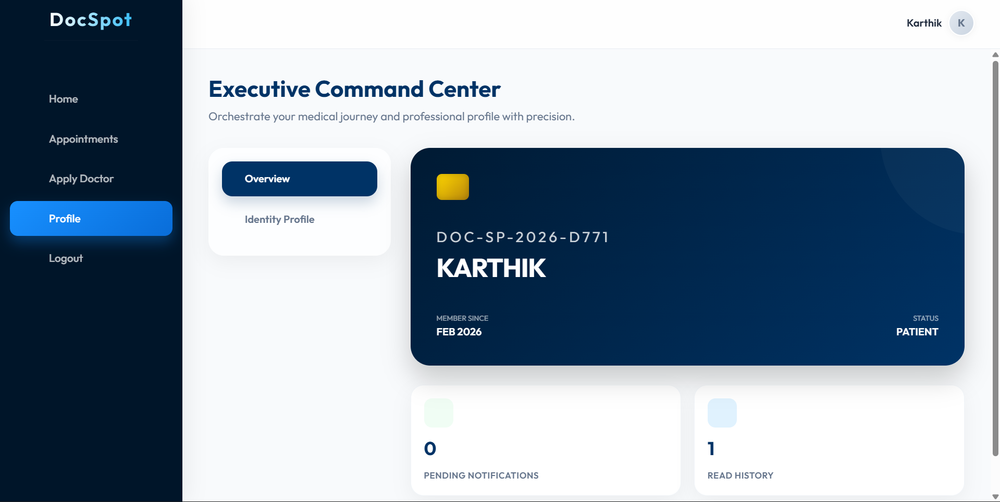 DocSpot
Karthik
K
Home
Appointments
Apply Doctor
Profile
Logout
Executive Command Center
Orchestrate your medical journey and professional profile with precision.
Overview
Identity Profile
DOC-SP-2026-D771
KARTHIK
MEMBER SINCE
FEB 2026
STATUS
PATIENT
0
PENDING NOTIFICATIONS
1
READ HISTORY